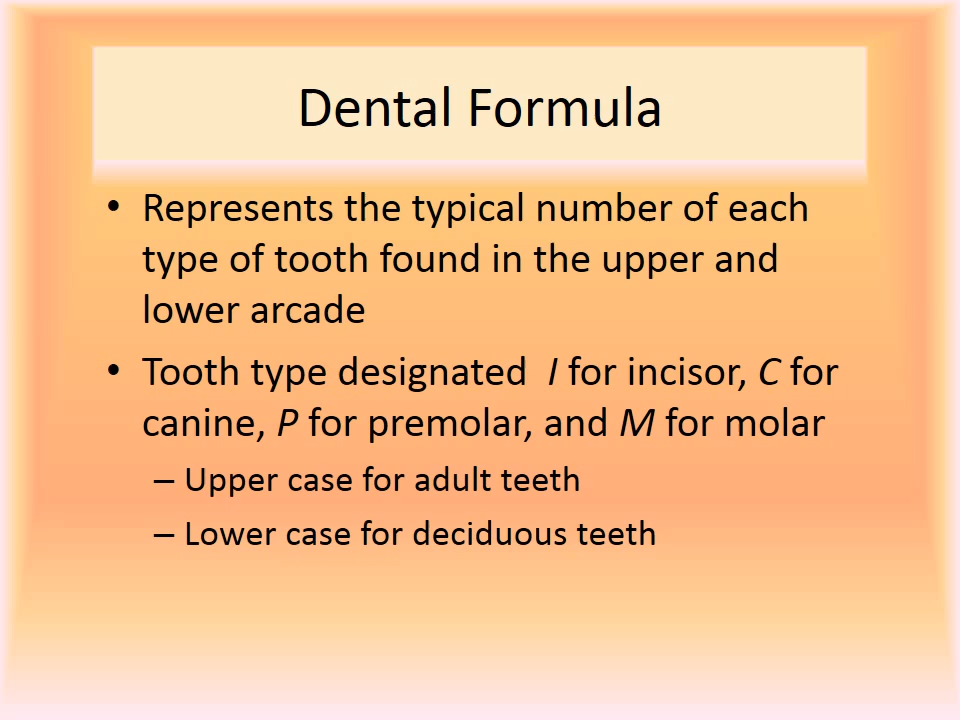 Dental Formula
• Represents the typical number of each
type of tooth found in the upper and
lower arcade
• Tooth type designated  I for incisor, C for
canine, P for premolar, and M for molar
– Upper case for adult teeth
– Lower case for deciduous teeth